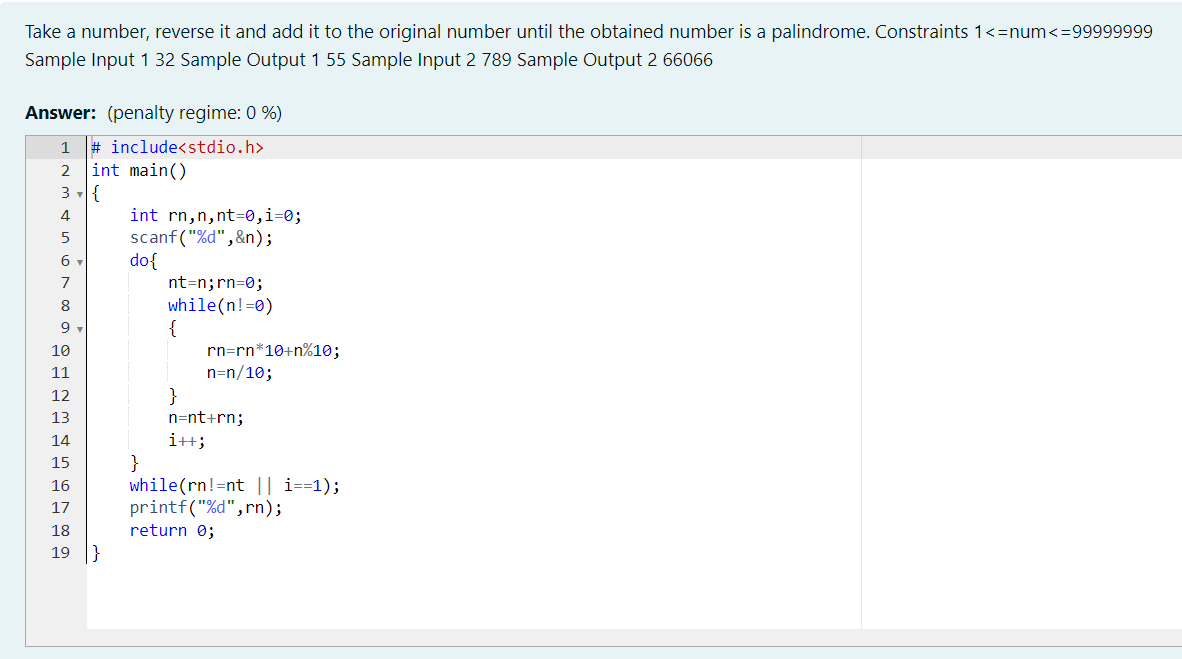 Take a number, reverse it and add it to the original number until the obtained number is a palindrome. Constraints 1<=num<=99999999
Sample Input 1 32 Sample Output 1 55 Sample Input 2 789 Sample Output 2 66066
Answer: (penalty regime: 0 %)
1 # include<stdio.h>
2 int main()
3 {
4     int rn,n,nt=0,i=0;
5     scanf("%d",&n);
6     do{
7         nt=n;rn=0;
8         while(n!=0)
9         {
10             rn=rn*10+n%10;
11             n=n/10;
12         }
13         n=nt+rn;
14         i++;
15     }
16     while(rn!=nt || i==1);
17     printf("%d",rn);
18     return 0;
19 }